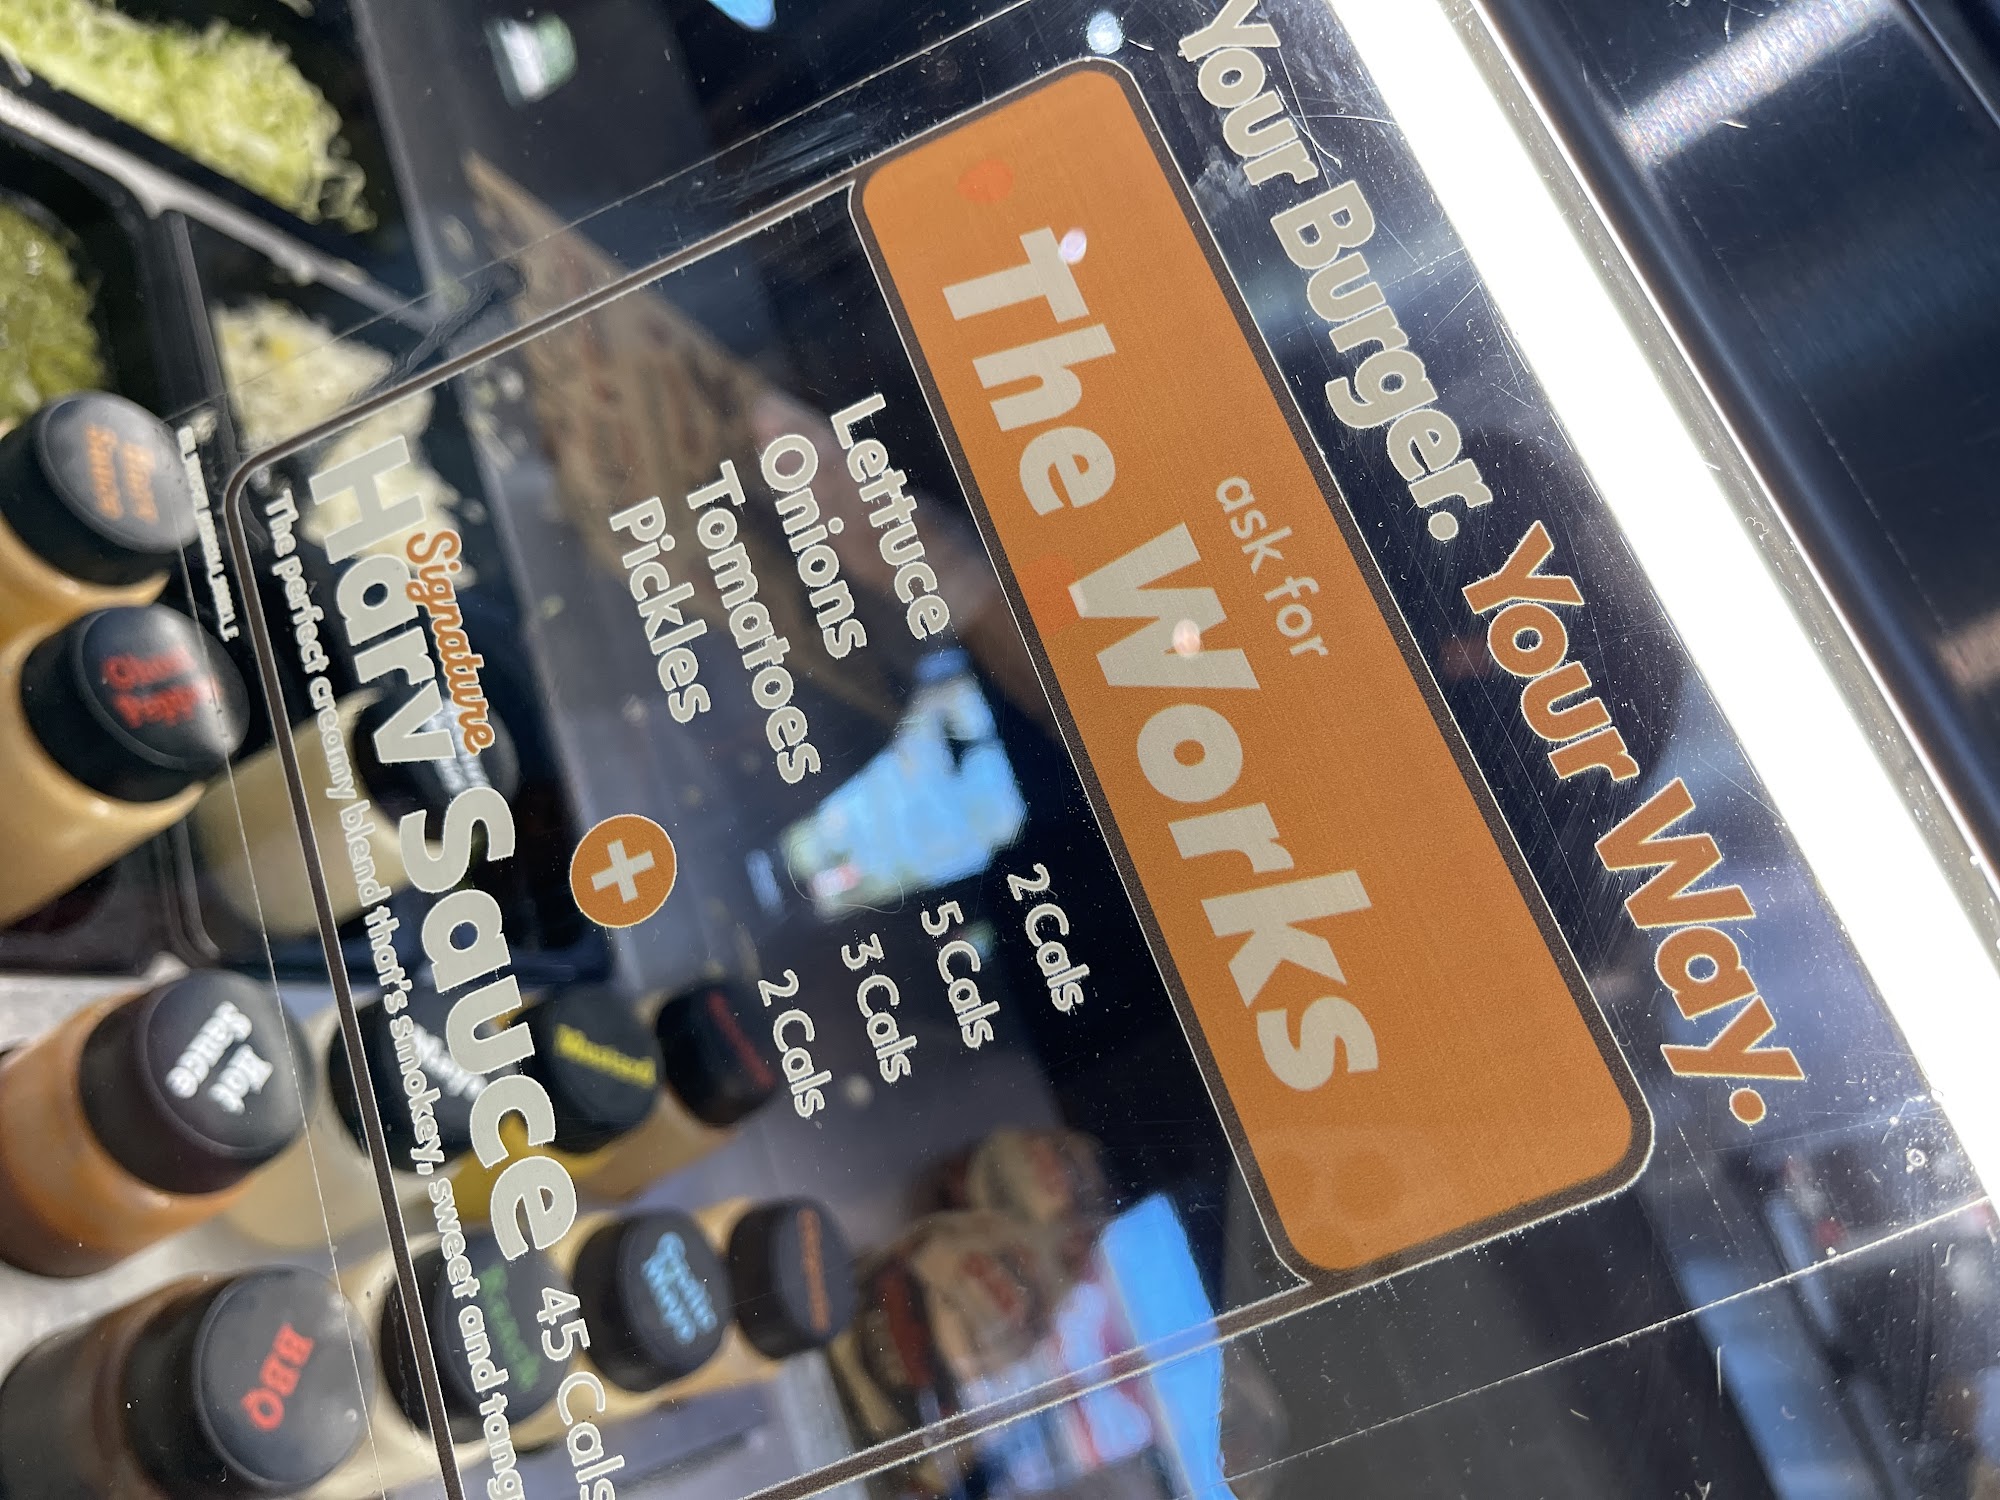 Your Burger. Your Way.
ask for
The Works
Lettuce 2 Cals
Onions 5 Cals
Tomatoes 3 Cals
Pickles 2 Cals
+
Signature
Harv Sauce 45 Cals
The perfect creamy blend that's smokey, sweet and tang
Mustard
Hot
Sauce
BBQ